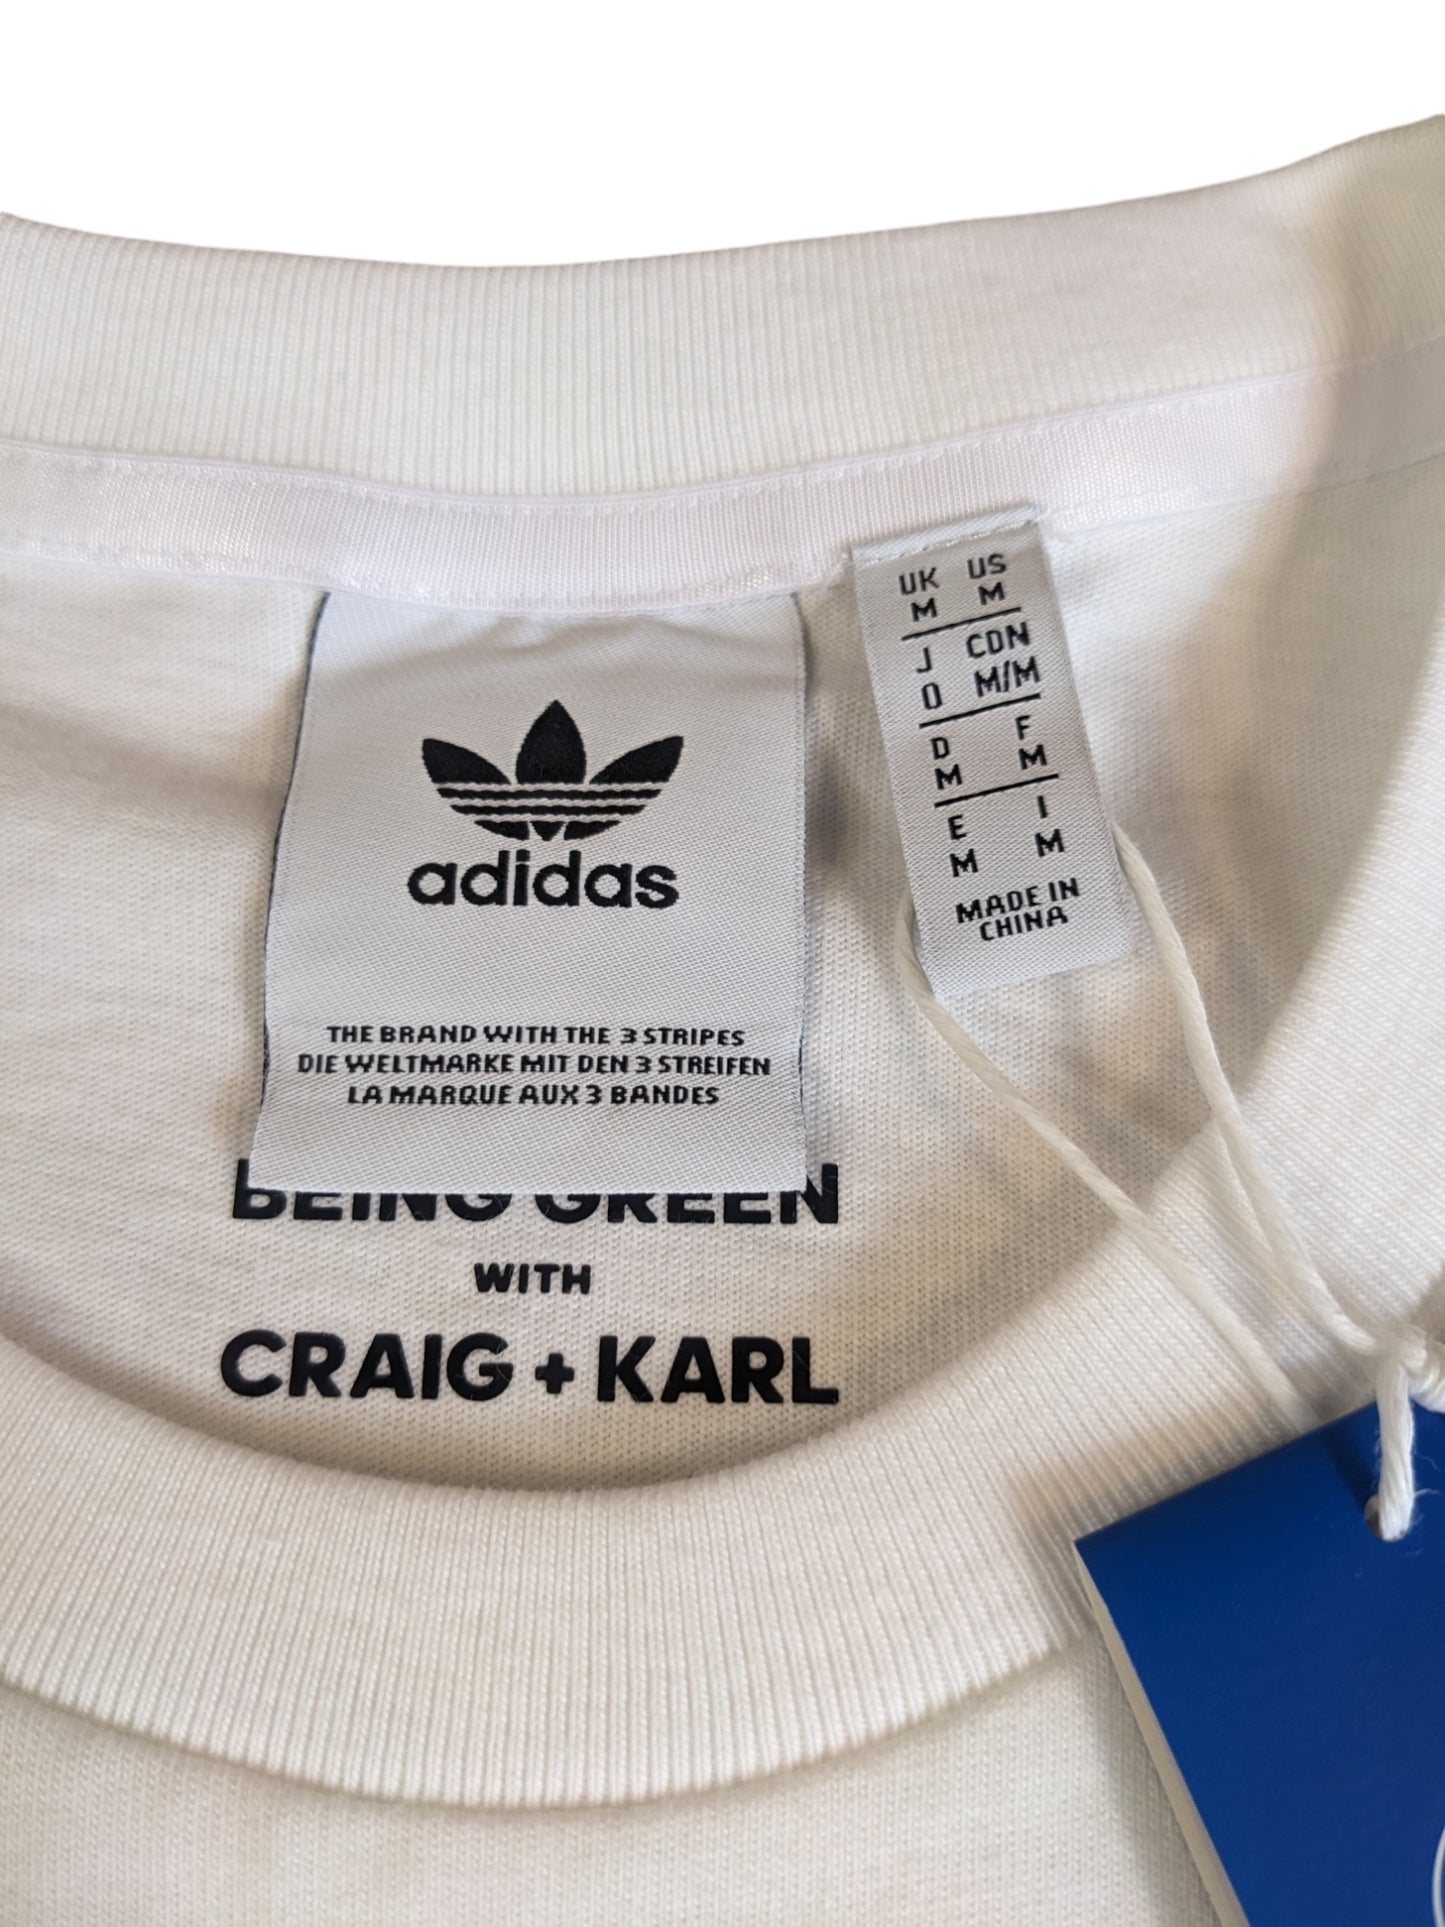 adidas
THE BRAND WITH THE 3 STRIPES
DIE WELTMARKE MIT DEN 3 STREIFEN
LA MARQUE AUX 3 BANDES
BEING GREEN
WITH
CRAIG + KARL
UK US
M M
J CDN
O M/M
D F
M M
E I
M M
MADE IN
CHINA